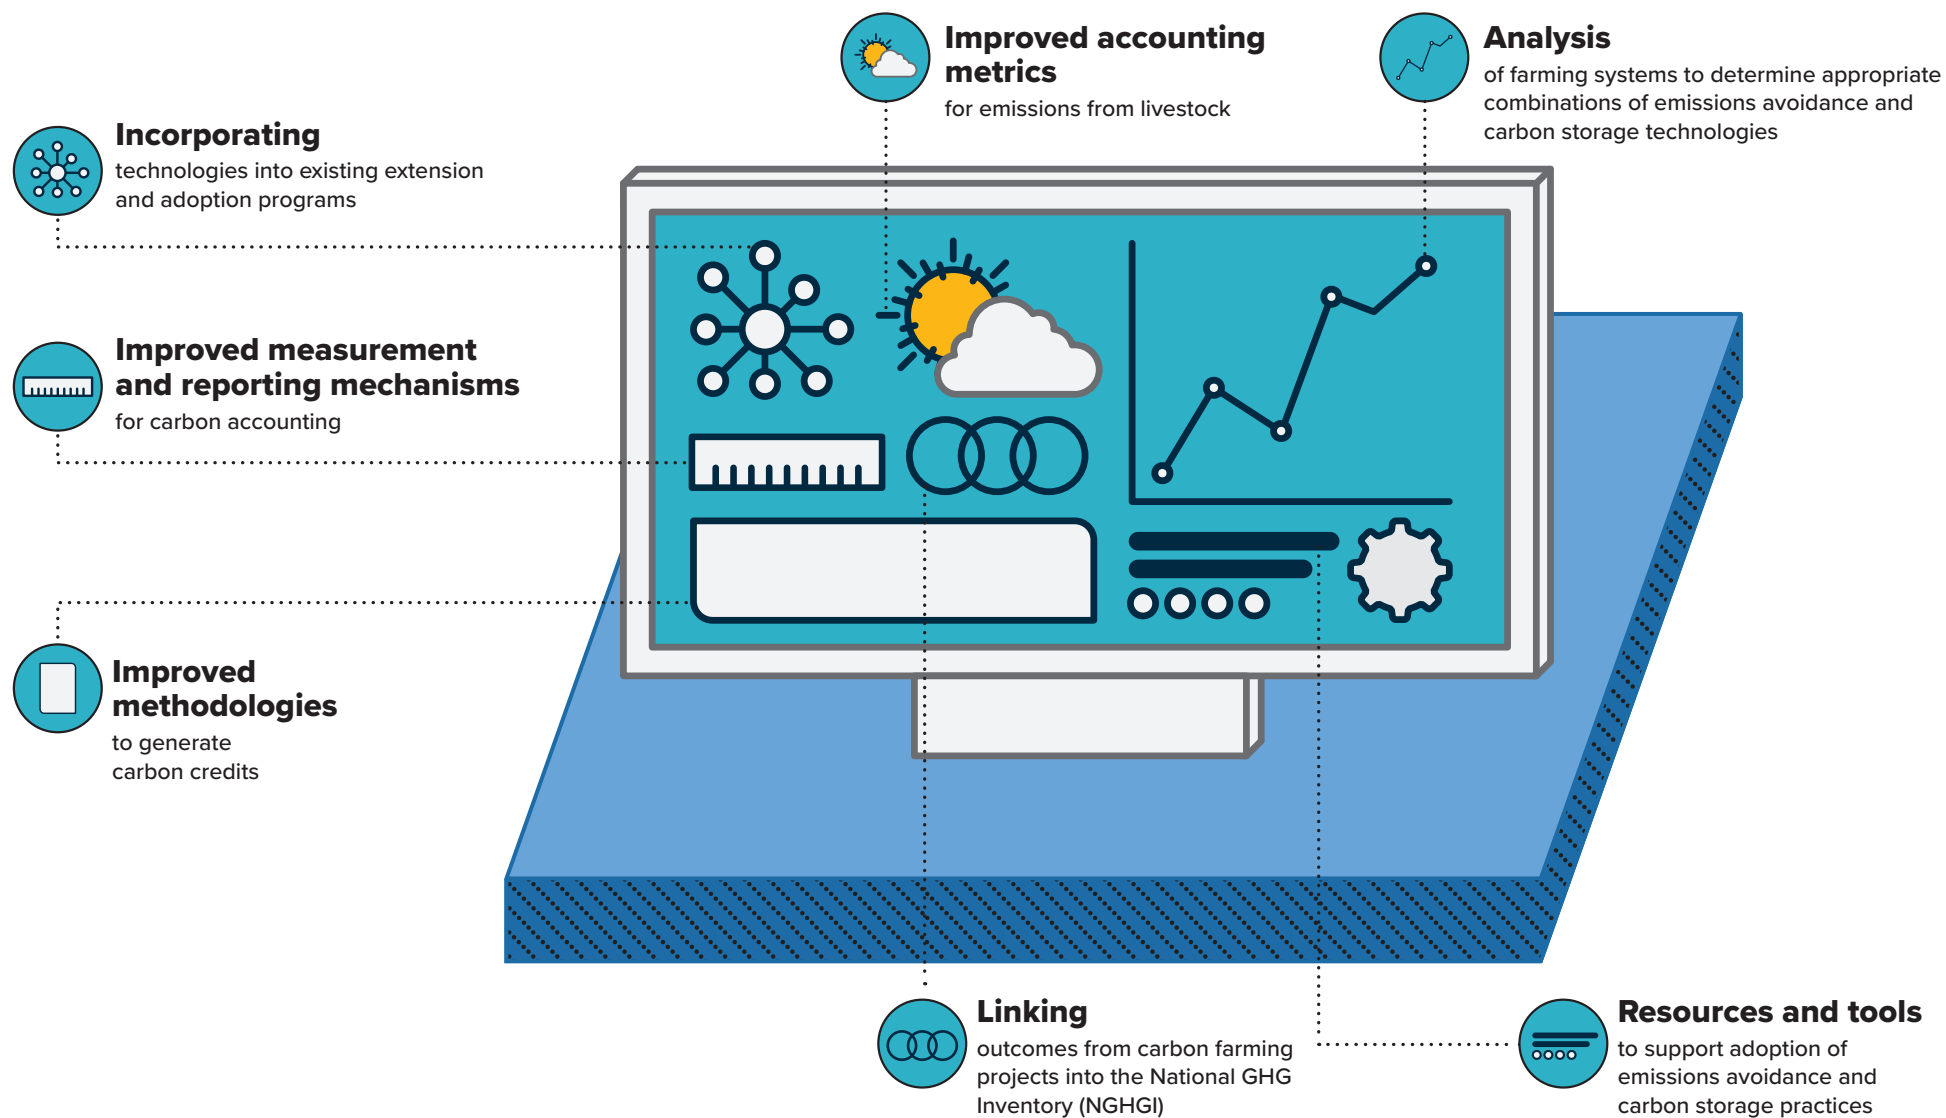 Improved accounting
metrics
for emissions from livestock
Analysis
of farming systems to determine appropriate
combinations of emissions avoidance and
carbon storage technologies
Incorporating
technologies into existing extension
and adoption programs
Improved measurement
and reporting mechanisms
for carbon accounting
Improved
methodologies
to generate
carbon credits
Linking
outcomes from carbon farming
projects into the National GHG
Inventory (NGHGI)
Resources and tools
to support adoption of
emissions avoidance and
carbon storage practices